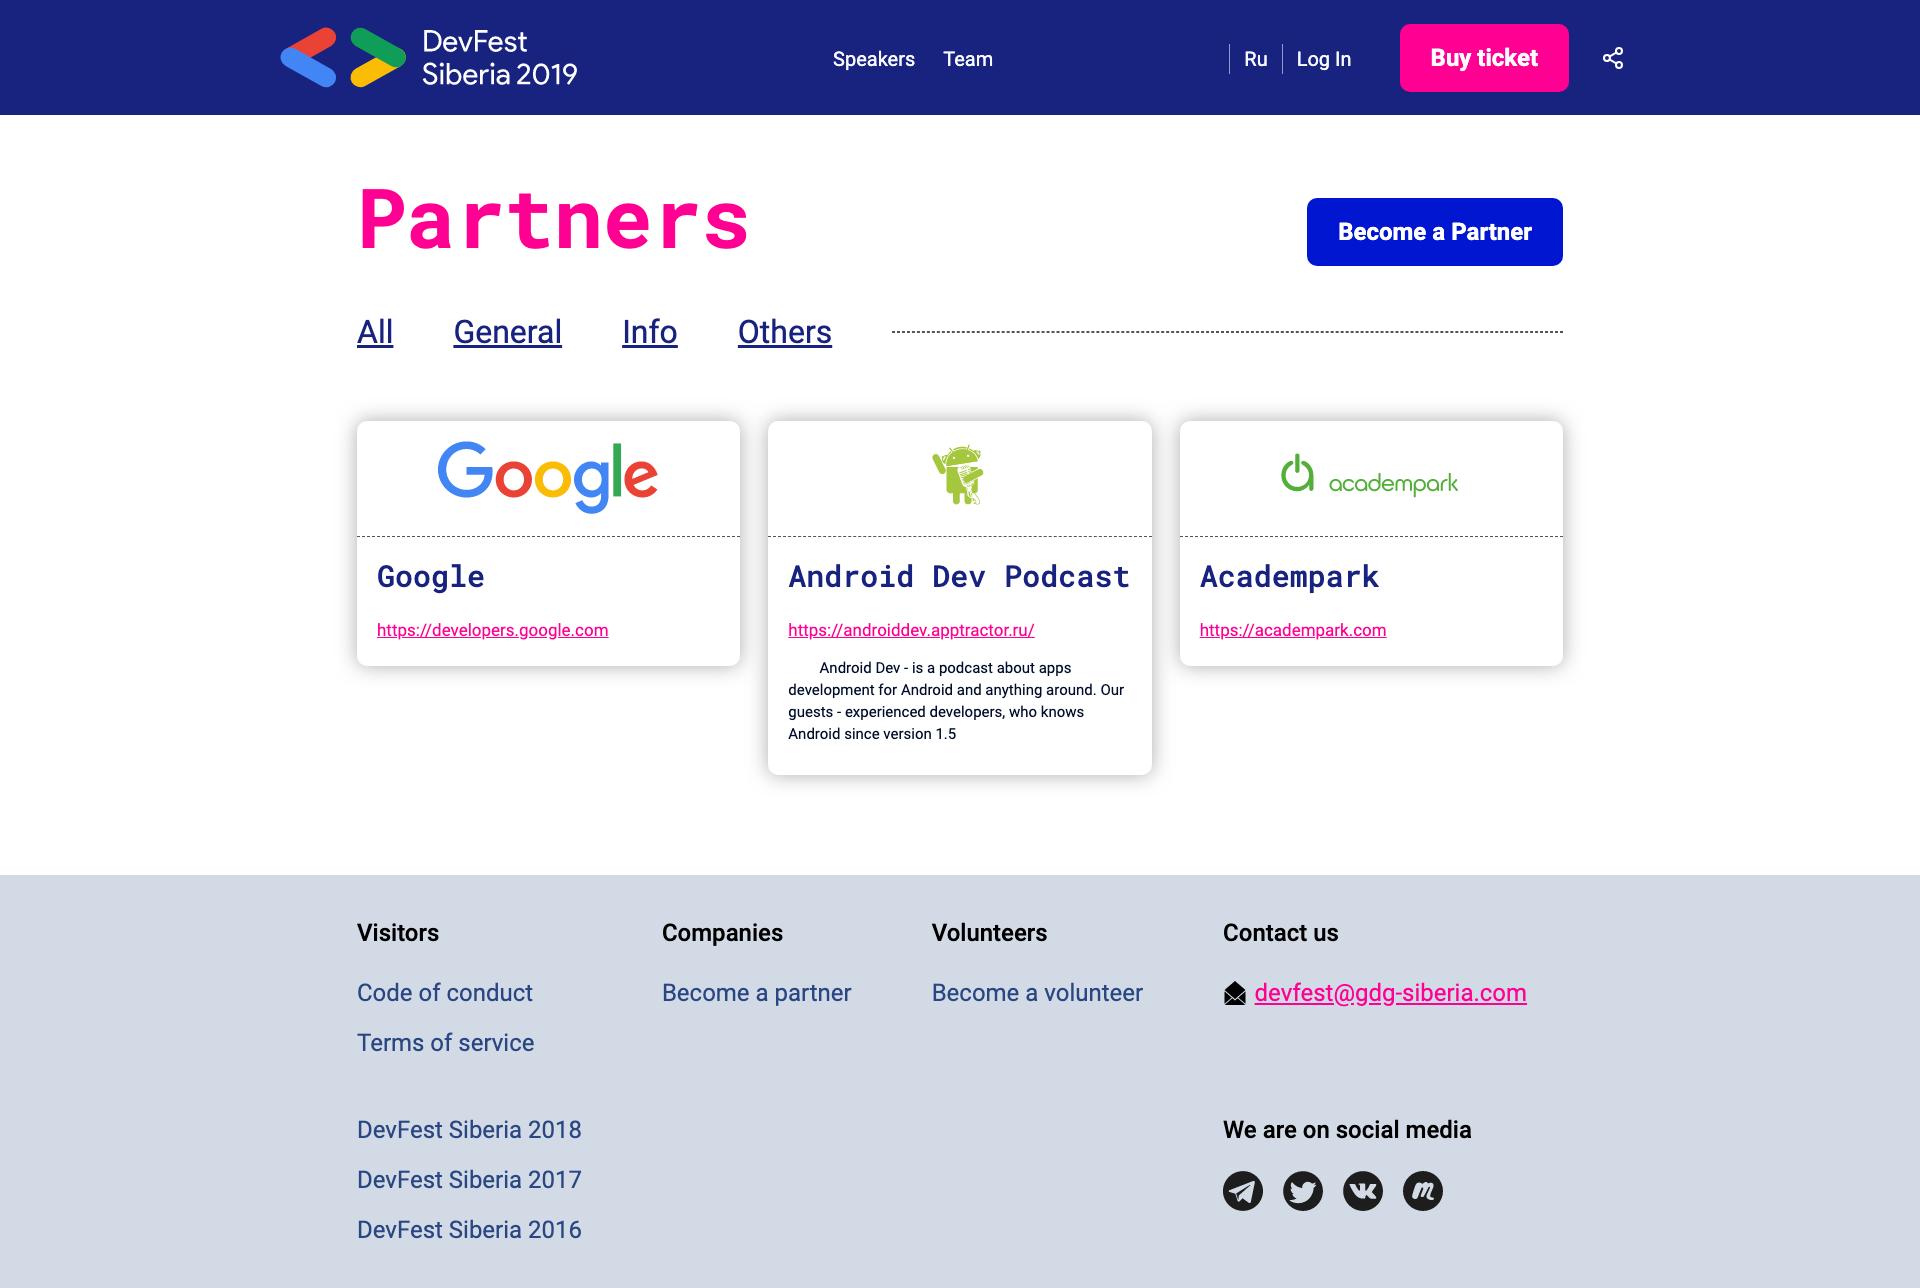 DevFest
Siberia 2019
Speakers Team
Ru Log In
Buy ticket
Partners
Become a Partner
All General Info Others
Google
Google
https://developers.google.com
Android Dev Podcast
https://androiddev.apptractor.ru/
Android Dev - is a podcast about apps
development for Android and anything around. Our
guests - experienced developers, who knows
Android since version 1.5
academpark
Academpark
https://academpark.com
Visitors
Code of conduct
Terms of service
DevFest Siberia 2018
DevFest Siberia 2017
DevFest Siberia 2016
Companies
Become a partner
Volunteers
Become a volunteer
Contact us
devfest@gdg-siberia.com
We are on social media